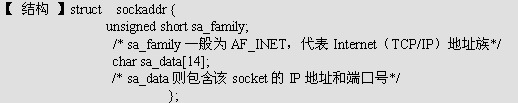 【 结构 】struct sockaddr {
unsigned short sa_family;
/* sa_family 一般为 AF_INET，代表 Internet（TCP/IP）地址族*/
char sa_data[14];
/* sa_data 则包含该 socket 的 IP 地址和端口号*/
};